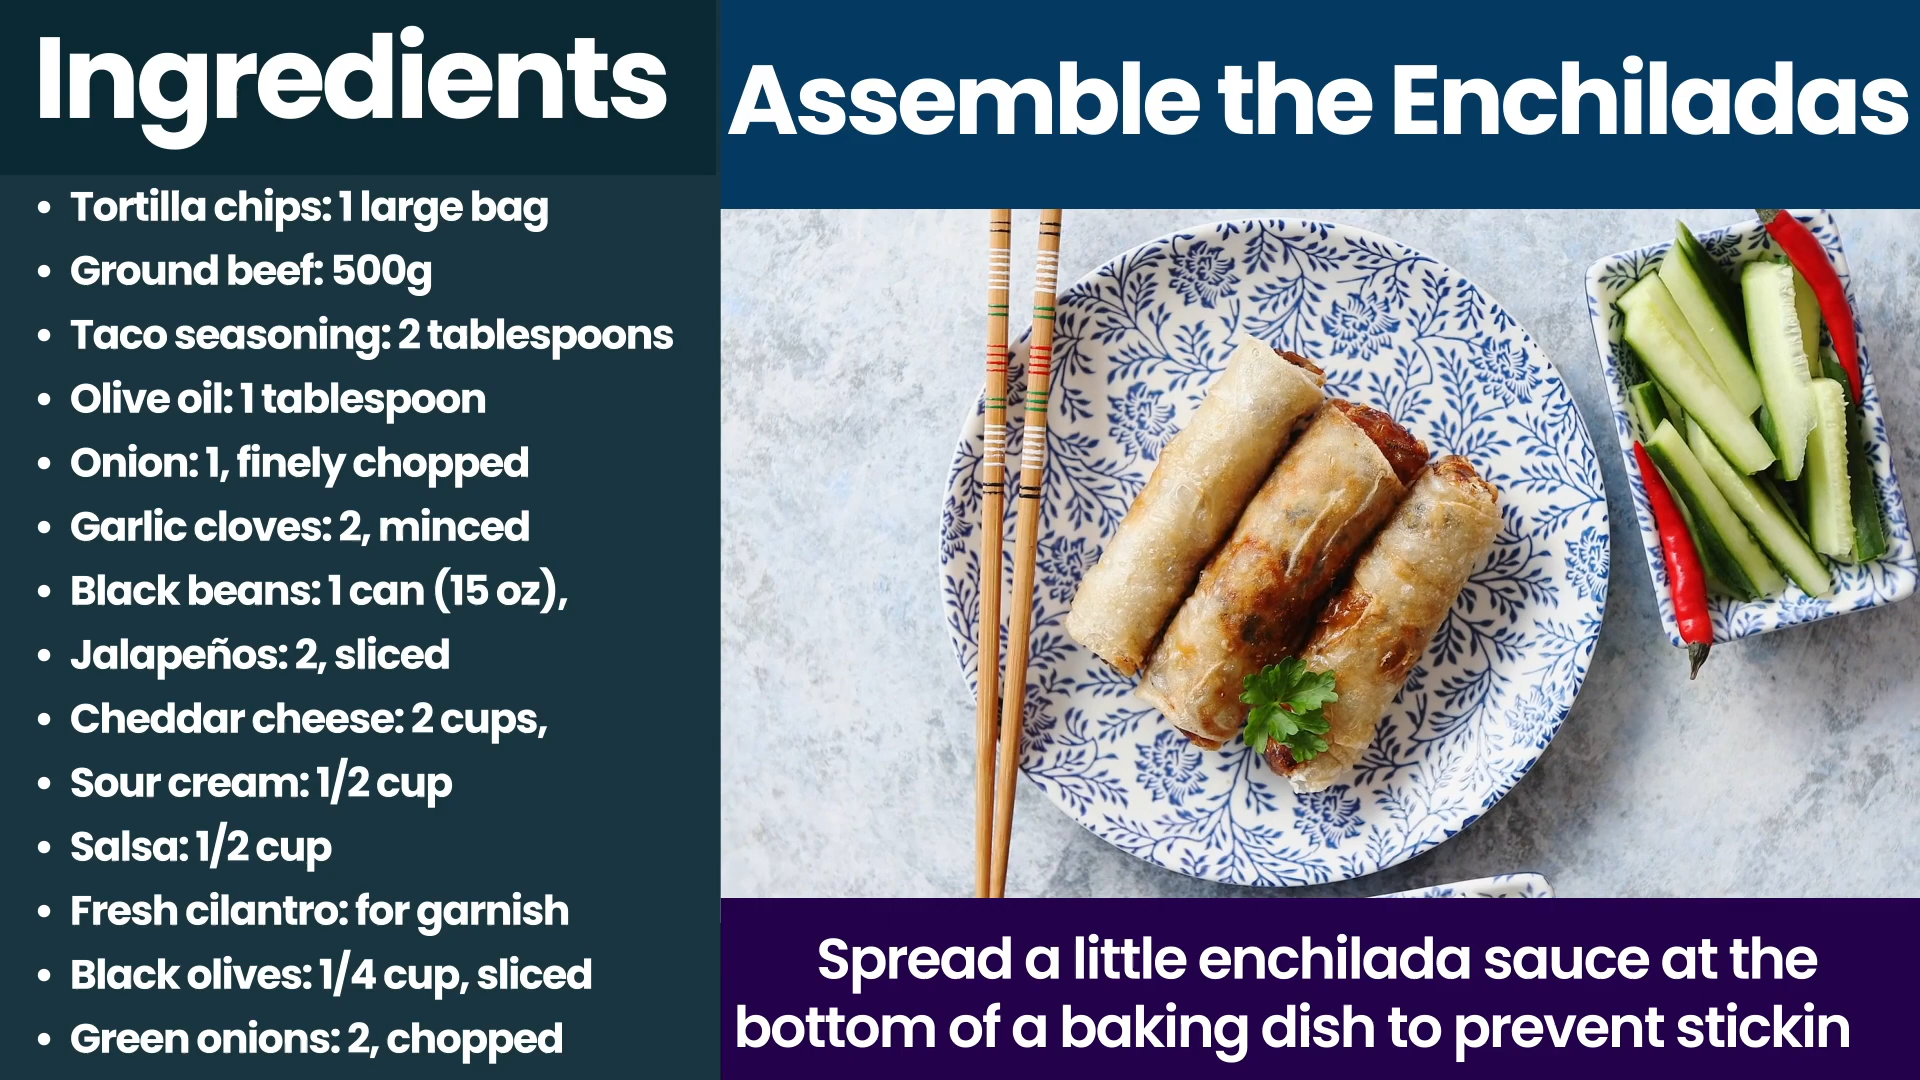 Ingredients
• Tortilla chips: 1 large bag
• Ground beef: 500g
• Taco seasoning: 2 tablespoons
• Olive oil: 1 tablespoon
• Onion: 1, finely chopped
• Garlic cloves: 2, minced
• Black beans: 1 can (15 oz),
• Jalapeños: 2, sliced
• Cheddar cheese: 2 cups,
• Sour cream: 1/2 cup
• Salsa: 1/2 cup
• Fresh cilantro: for garnish
• Black olives: 1/4 cup, sliced
• Green onions: 2, chopped
Assemble the Enchiladas
Spread a little enchilada sauce at the
bottom of a baking dish to prevent stickin